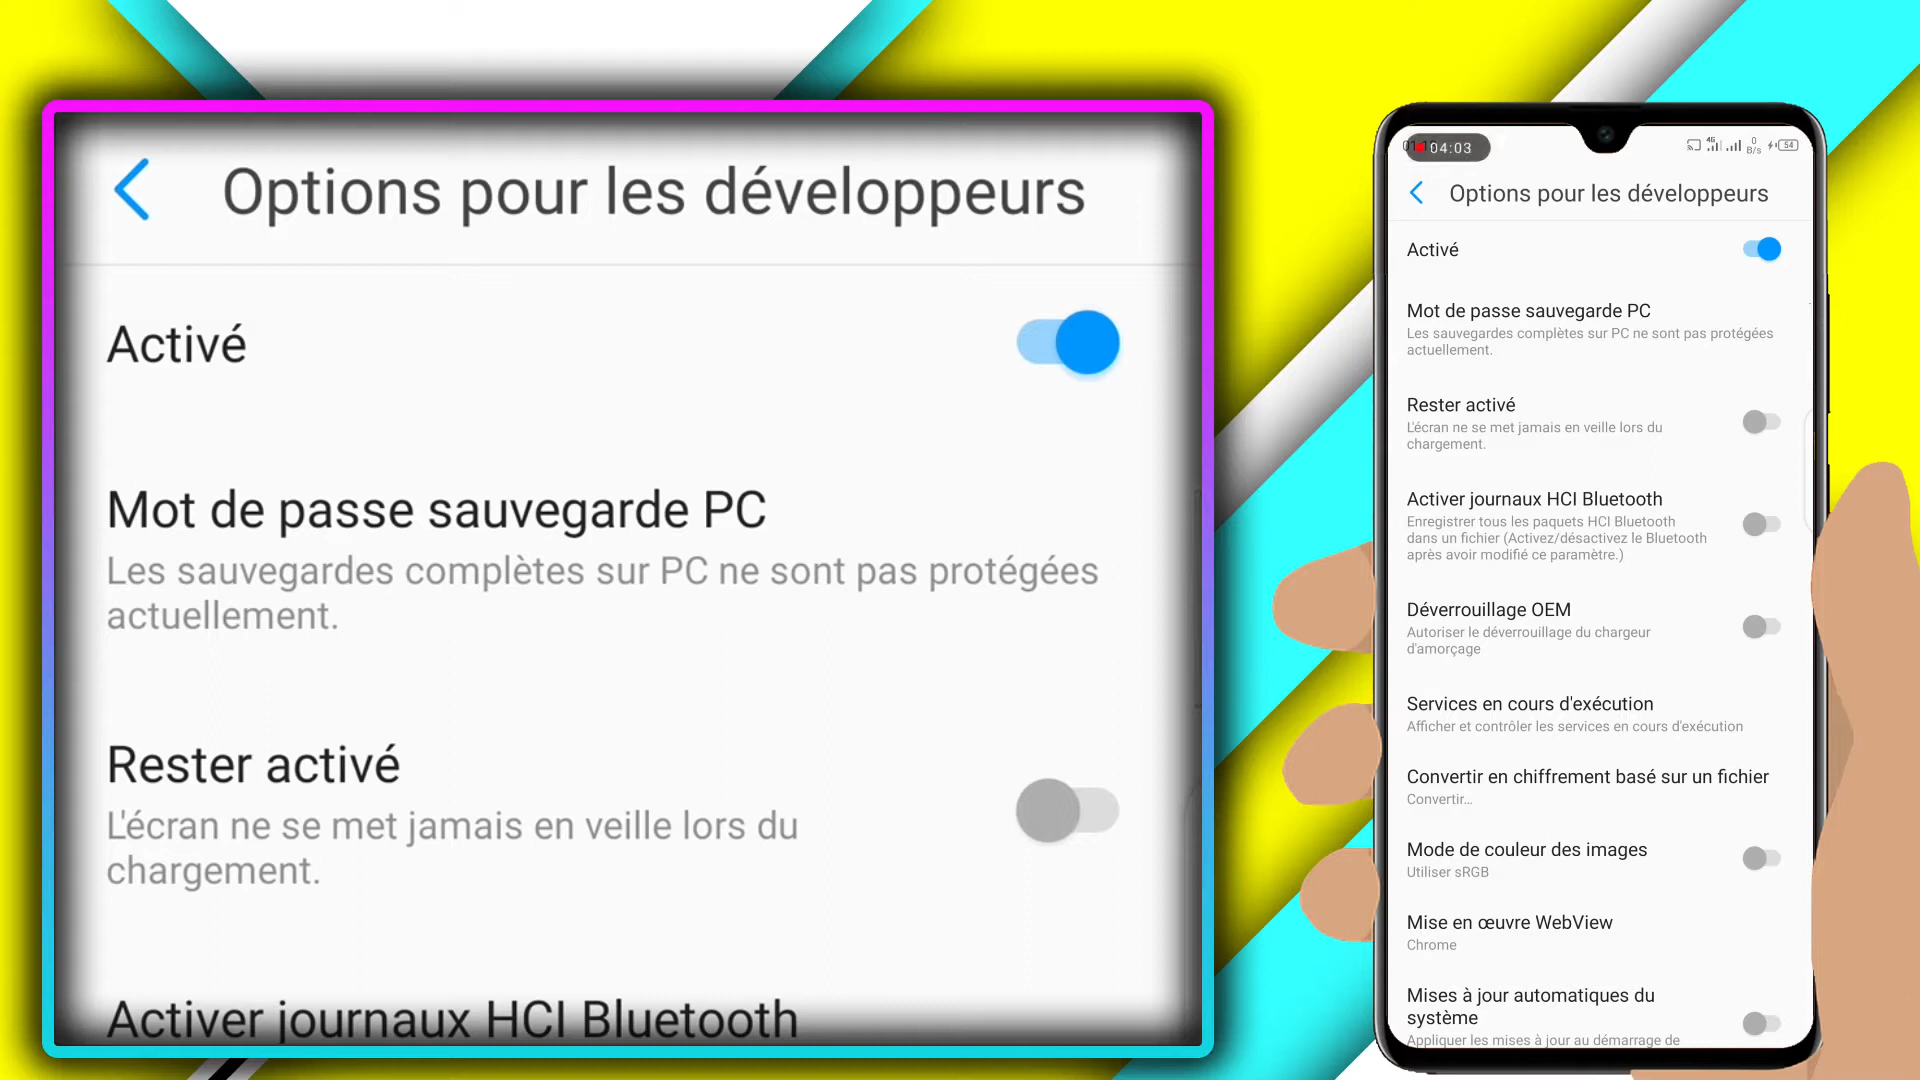 Options pour les développeurs
Activé
Mot de passe sauvegarde PC
Les sauvegardes complètes sur PC ne sont pas protégées
actuellement.
Rester activé
L'écran ne se met jamais en veille lors du
chargement.
Activer journaux HCI Bluetooth
04:03
4G
0
B/s
54
Options pour les développeurs
Activé
Mot de passe sauvegarde PC
Les sauvegardes complètes sur PC ne sont pas protégées
actuellement.
Rester activé
L'écran ne se met jamais en veille lors du
chargement.
Activer journaux HCI Bluetooth
Enregistrer tous les paquets HCI Bluetooth
dans un fichier (Activez/désactivez le Bluetooth
après avoir modifié ce paramètre.)
Déverrouillage OEM
Autoriser le déverrouillage du chargeur
d'amorçage
Services en cours d'exécution
Afficher et contrôler les services en cours d'exécution
Convertir en chiffrement basé sur un fichier
Convertir...
Mode de couleur des images
Utiliser sRGB
Mise en œuvre WebView
Chrome
Mises à jour automatiques du
système
Appliquer les mises à jour au démarrage de